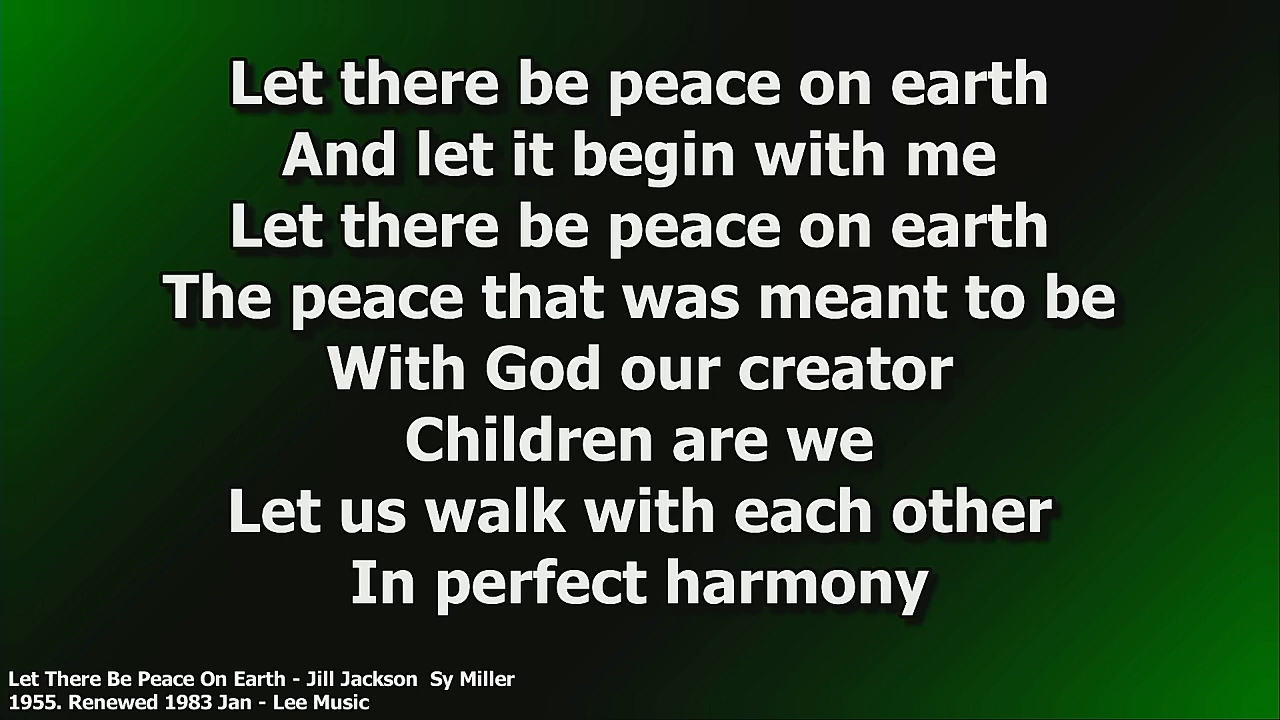 Let there be peace on earth
And let it begin with me
Let there be peace on earth
The peace that was meant to be
With God our creator
Children are we
Let us walk with each other
In perfect harmony
Let There Be Peace On Earth - Jill Jackson  Sy Miller
1955. Renewed 1983 Jan - Lee Music